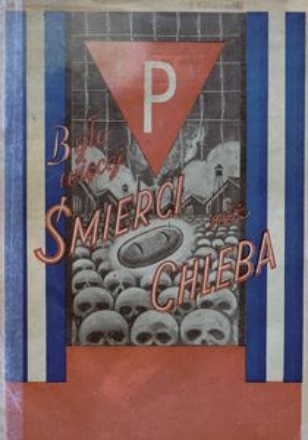 P
Było
więcej
ŚMIERCI niż
CHLEBA